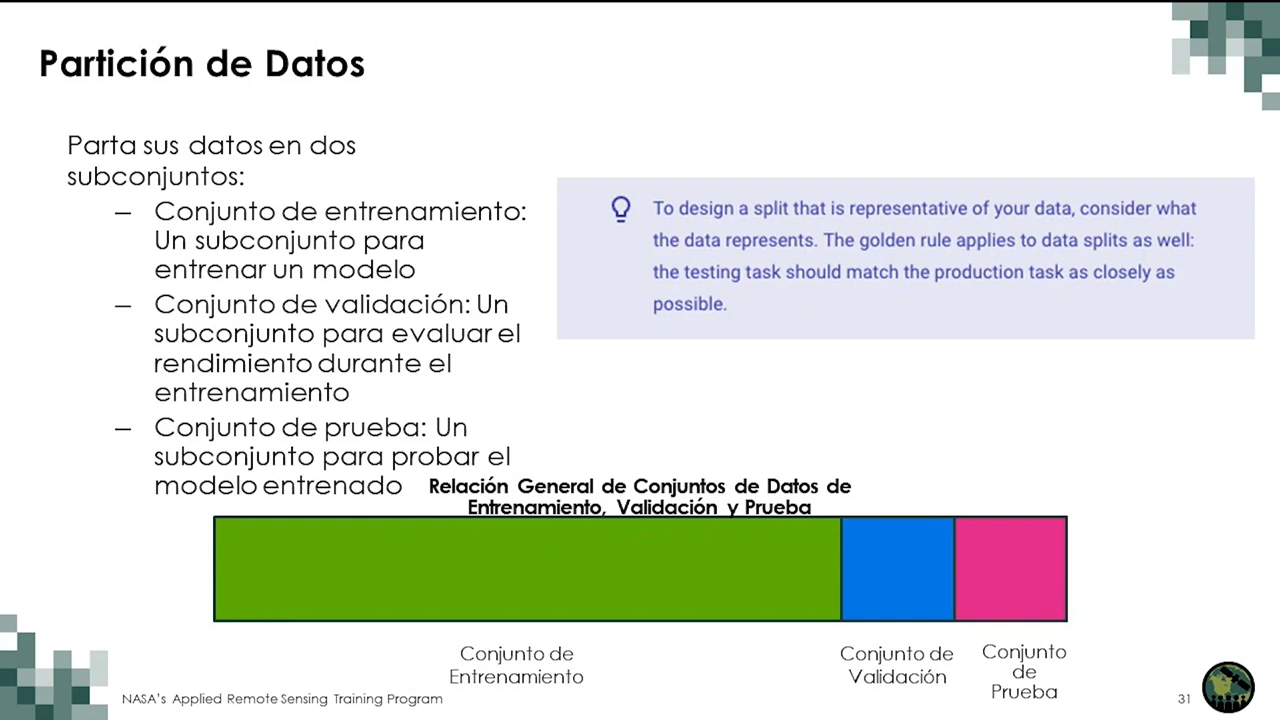 Partición de Datos
Parta sus datos en dos
subconjuntos:
– Conjunto de entrenamiento:
Un subconjunto para
entrenar un modelo
– Conjunto de validación: Un
subconjunto para evaluar el
rendimiento durante el
entrenamiento
– Conjunto de prueba: Un
subconjunto para probar el
modelo entrenado
To design a split that is representative of your data, consider what
the data represents. The golden rule applies to data splits as well:
the testing task should match the production task as closely as
possible.
Relación General de Conjuntos de Datos de
Entrenamiento, Validación y Prueba
Conjunto de
Entrenamiento
Conjunto de
Validación
Conjunto
de
Prueba
NASA's Applied Remote Sensing Training Program
31